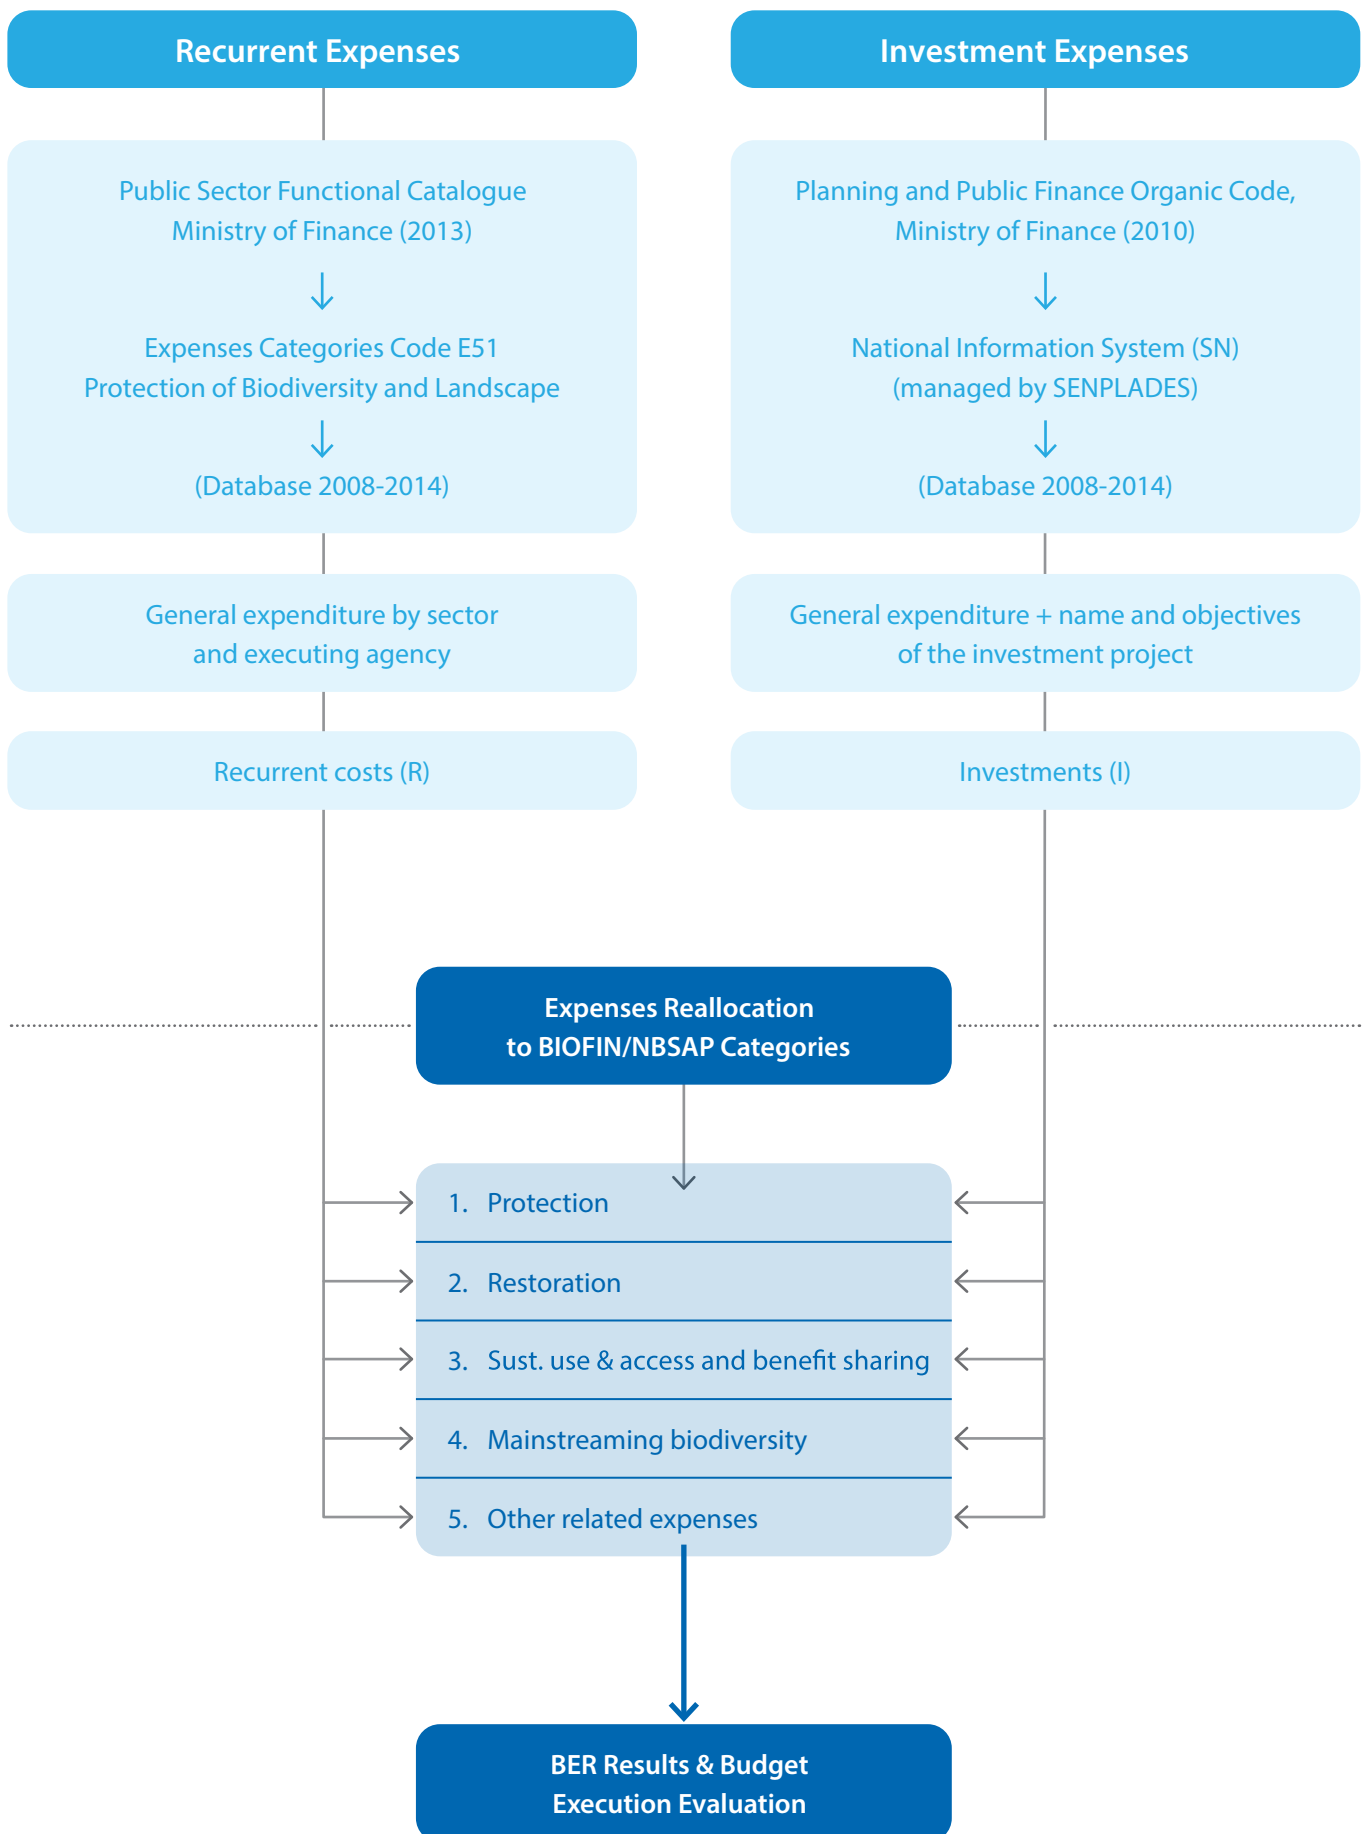 Recurrent Expenses
Public Sector Functional Catalogue
Ministry of Finance (2013)
Expenses Categories Code E51
Protection of Biodiversity and Landscape
(Database 2008-2014)
General expenditure by sector
and executing agency
Recurrent costs (R)
Investment Expenses
Planning and Public Finance Organic Code,
Ministry of Finance (2010)
National Information System (SN)
(managed by SENPLADES)
(Database 2008-2014)
General expenditure + name and objectives
of the investment project
Investments (I)
Expenses Reallocation
to BIOFIN/NBSAP Categories
1. Protection
2. Restoration
3. Sust. use & access and benefit sharing
4. Mainstreaming biodiversity
5. Other related expenses
BER Results & Budget
Execution Evaluation